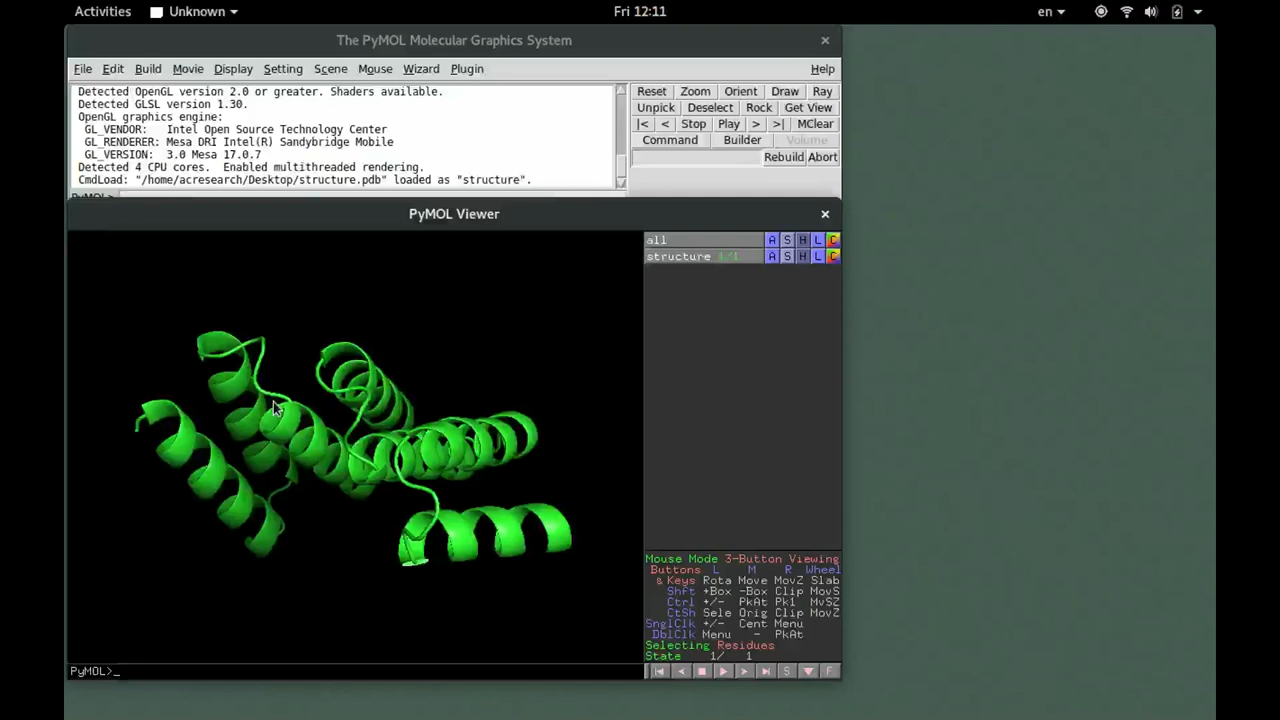 Activities Unknown Fri 12:11 en
The PyMOL Molecular Graphics System ×
File Edit Build Movie Display Setting Scene Mouse Wizard Plugin Help
Detected OpenGL version 2.0 or greater. Shaders available.
Detected GLSL version 1.30.
OpenGL graphics engine:
GL_VENDOR: Intel Open Source Technology Center
GL_RENDERER: Mesa DRI Intel(R) Sandybridge Mobile
GL_VERSION: 3.0 Mesa 17.0.7
Detected 4 CPU cores. Enabled multithreaded rendering.
CmdLoad: "/home/acresearch/Desktop/structure.pdb" loaded as "structure".
PyMOL>
Reset Zoom Orient Draw Ray
Unpick Deselect Rock Get View
|< < Stop Play > >| MClear
Command Builder Volume
Rebuild Abort
PyMOL Viewer ×
all A S H L C
structure 1/1 A S H L C
Mouse Mode 3-Button Viewing
Buttons L M R Wheel
& Keys Rota Move MovZ Slab
Shft +Box -Box Clip MovS
Ctrl +/- PkAt Pk1 MvSZ
CtSh Sele Orig Clip MovZ
SnglClk +/- Cent Menu
DblClk Menu - PkAt
Selecting Residues
State 1/ 1
PyMOL>_
S F